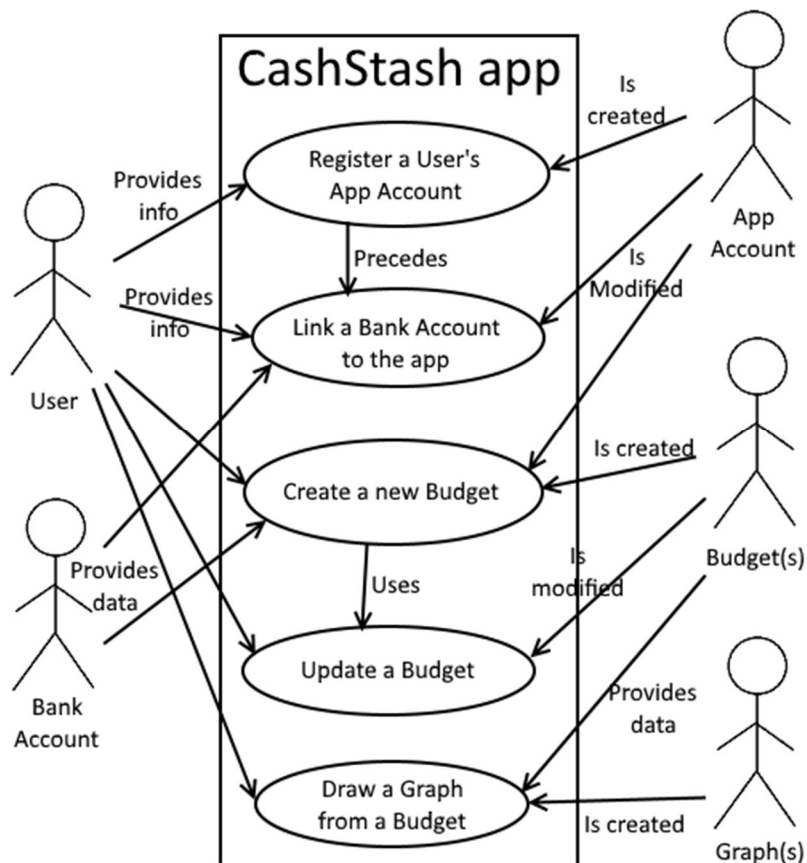 CashStash app
Is
created
Register a User's
App Account
Provides
info
App
Account
Precedes
Is
Modified
Provides
info
Link a Bank Account
to the app
User
Is created
Create a new Budget
Budget(s)
Provides
data
Uses
Is
modified
Update a Budget
Bank
Account
Provides
data
Draw a Graph
from a Budget
Is created
Graph(s)